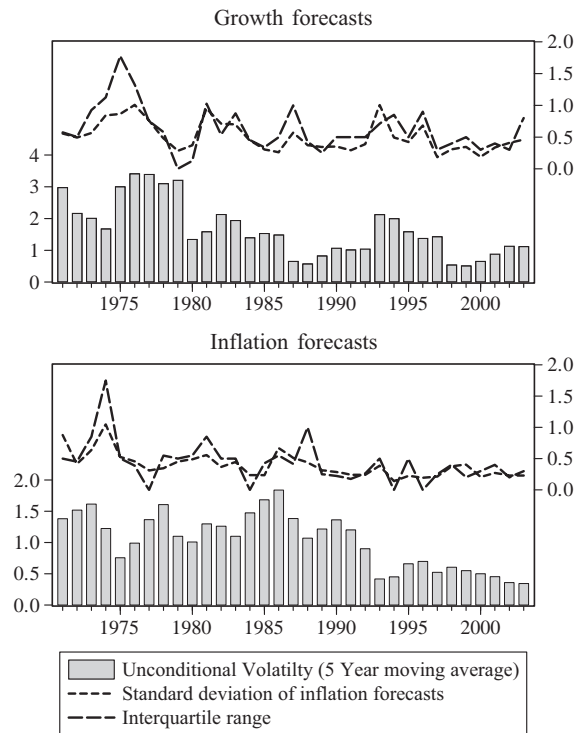 Growth forecasts
2.0
1.5
1.0
0.5
0.0
4
3
2
1
0
1975 1980 1985 1990 1995 2000
Inflation forecasts
2.0
1.5
1.0
0.5
0.0
2.0
1.5
1.0
0.5
0.0
1975 1980 1985 1990 1995 2000
Unconditional Volatilty (5 Year moving average)
Standard deviation of inflation forecasts
Interquartile range